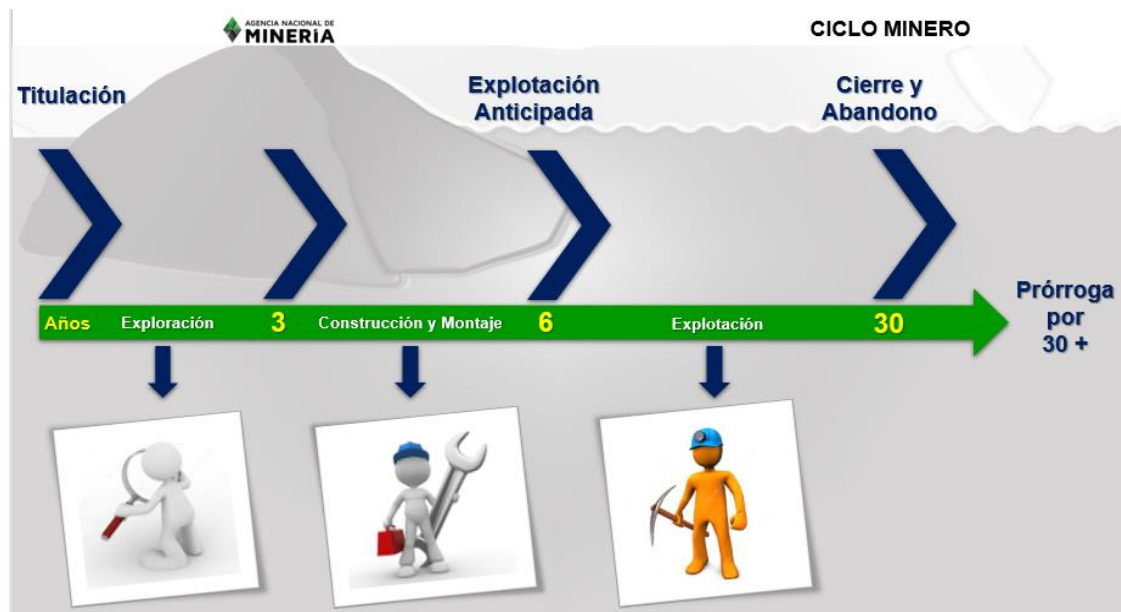 AGENCIA NACIONAL DE
MINERÍA
CICLO MINERO
Titulación
Explotación
Anticipada
Cierre y
Abandono
Años Exploración 3 Construcción y Montaje 6 Explotación 30
Prórroga
por
30 +